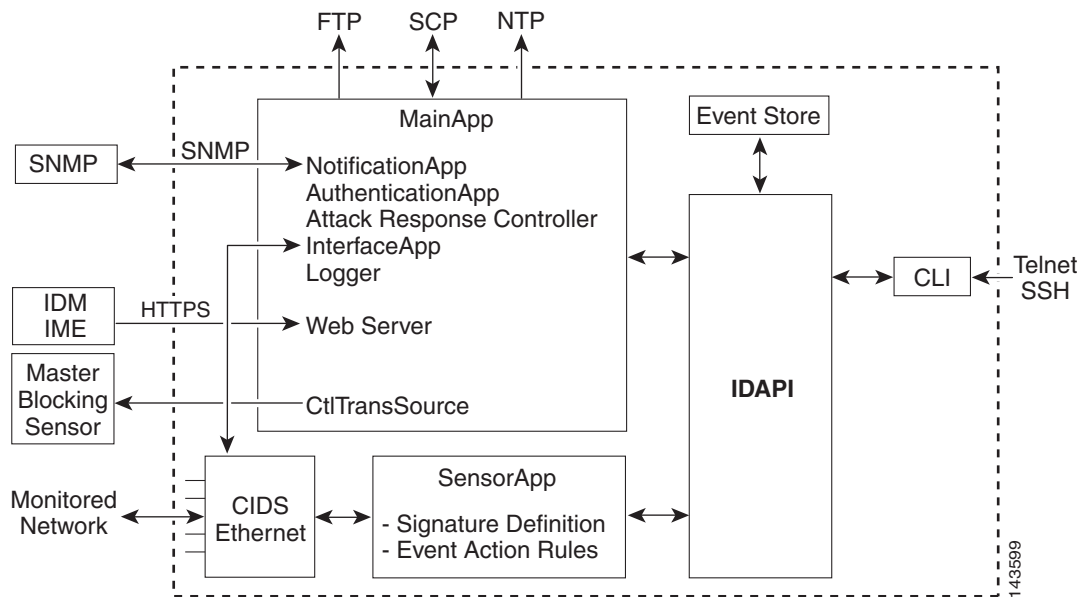 FTP
SCP
NTP
MainApp
Event Store
SNMP
SNMP
NotificationApp
AuthenticationApp
Attack Response Controller
InterfaceApp
Logger
CLI
Telnet
SSH
IDM
IME
HTTPS
Web Server
Master
Blocking
Sensor
CtlTransSource
IDAPI
Monitored
Network
CIDS
Ethernet
SensorApp
- Signature Definition
- Event Action Rules
143599